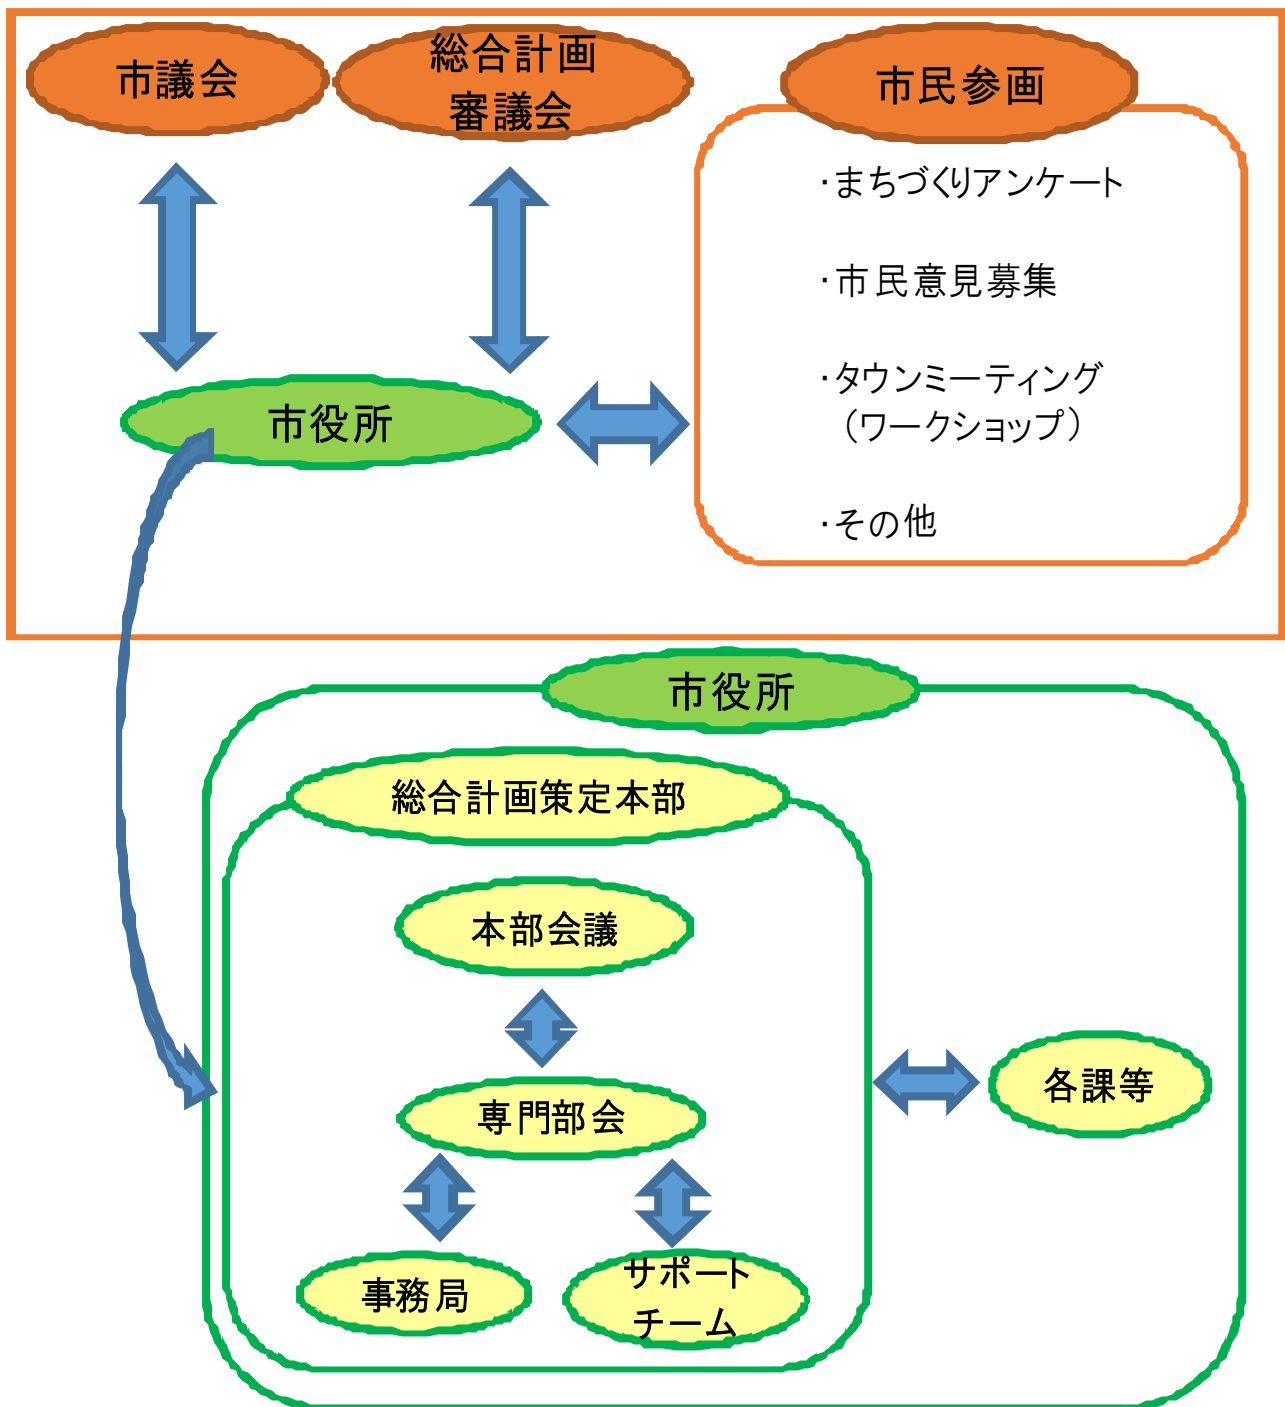 市議会
総合計画
審議会
市民参画
・まちづくりアンケート
・市民意見募集
・タウンミーティング
（ワークショップ）
・その他
市役所
市役所
総合計画策定本部
本部会議
専門部会
事務局
サポート
チーム
各課等